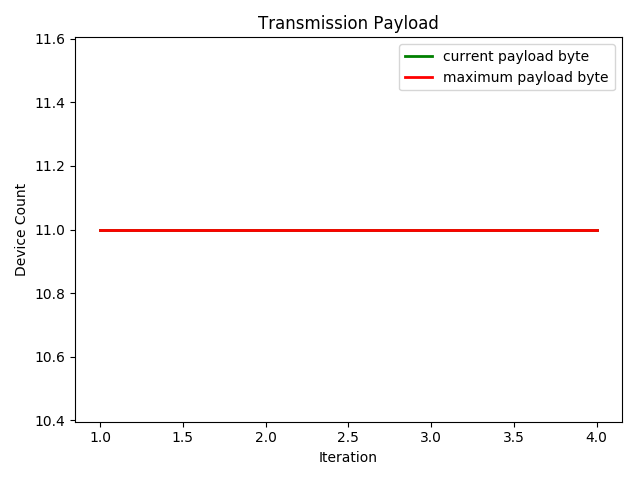 Transmission Payload
11.6
11.4
11.2
11.0
10.8
10.6
10.4
Device Count
current payload byte
maximum payload byte
1.0 1.5 2.0 2.5 3.0 3.5 4.0
Iteration